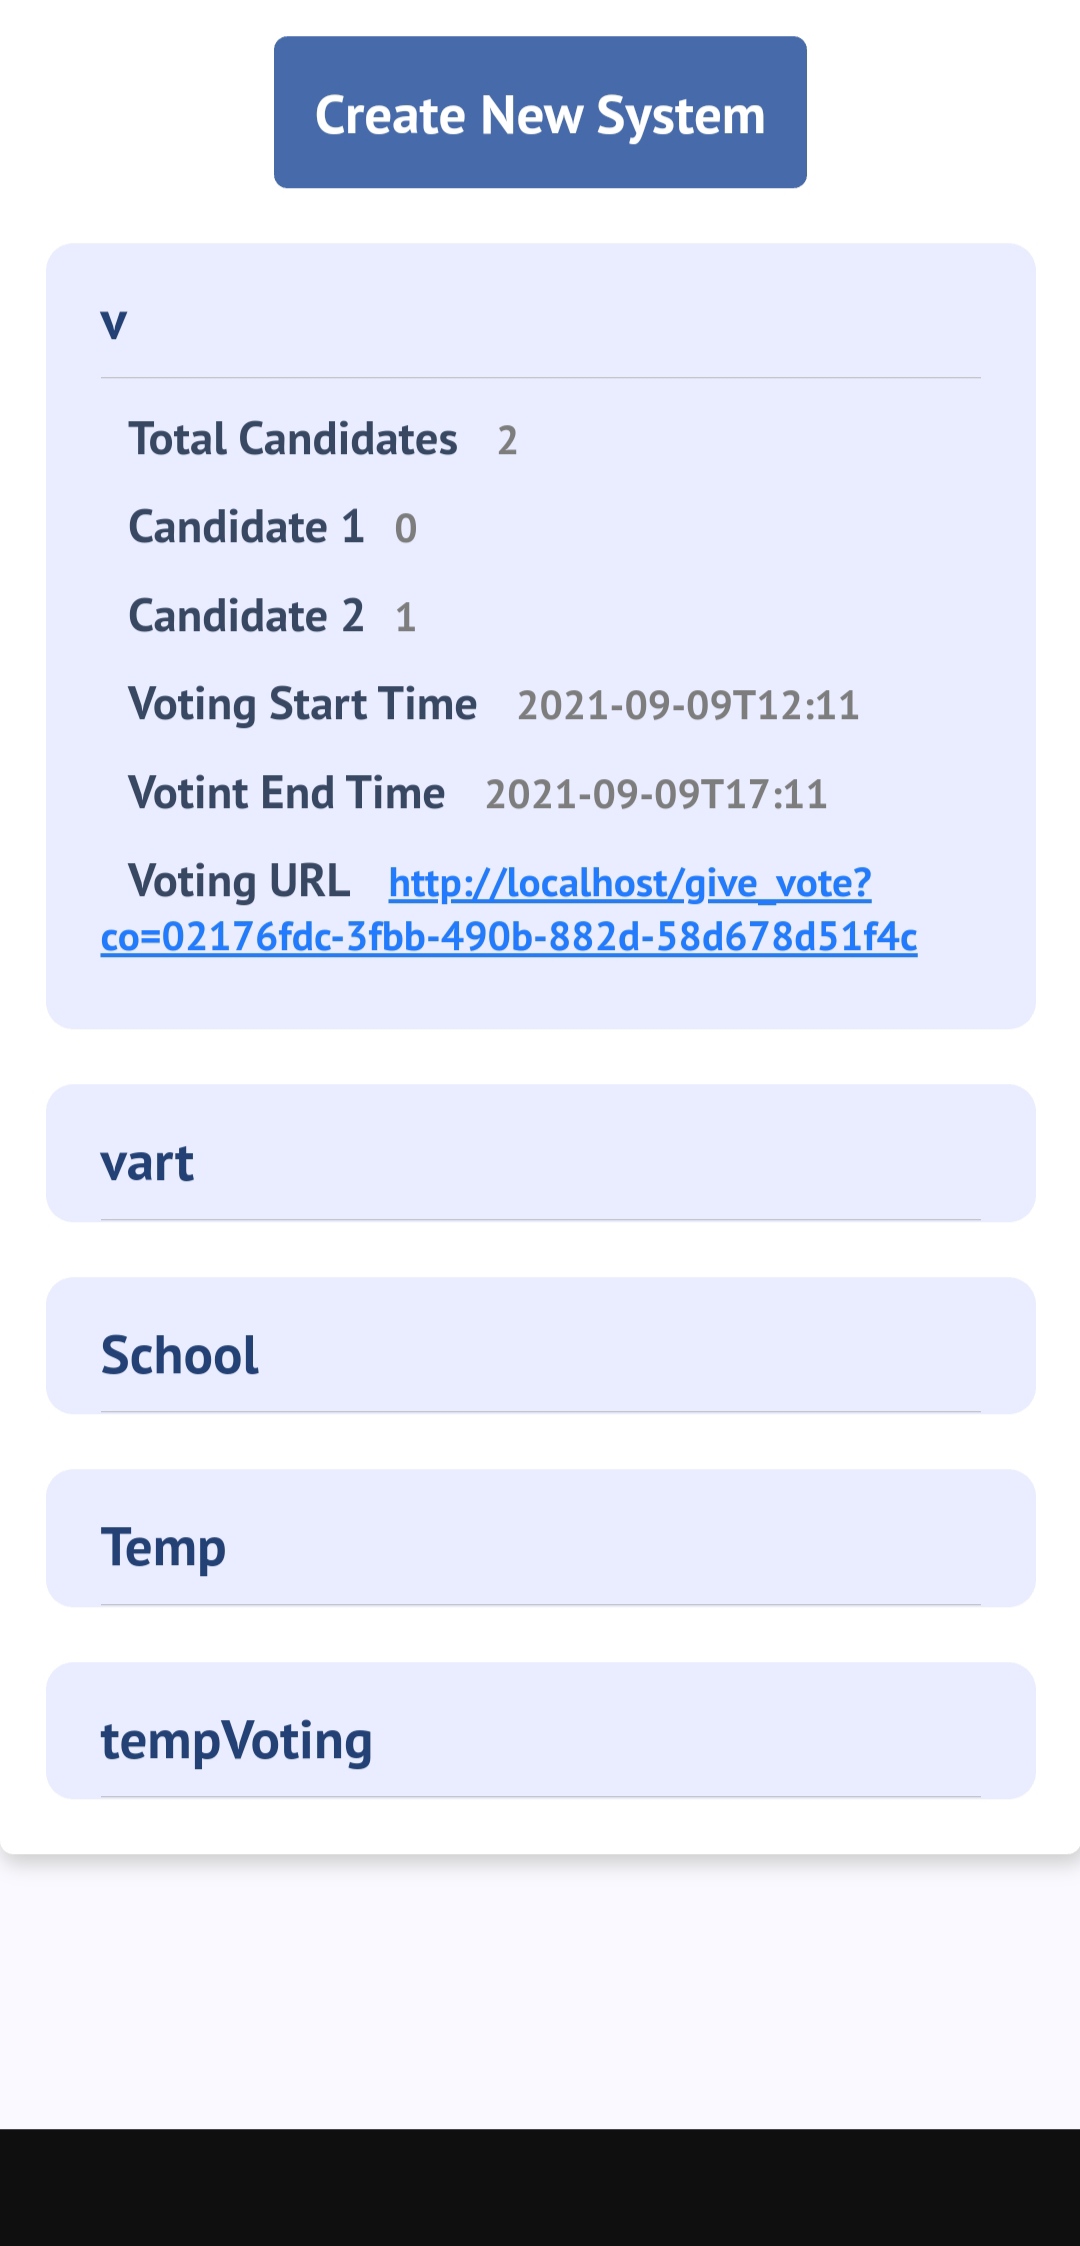 Create New System
v
Total Candidates 2
Candidate 1 0
Candidate 2 1
Voting Start Time 2021-09-09T12:11
Votint End Time 2021-09-09T17:11
Voting URL http://localhost/give_vote?
co=02176fdc-3fbb-490b-882d-58d678d51f4c
vart
School
Temp
tempVoting